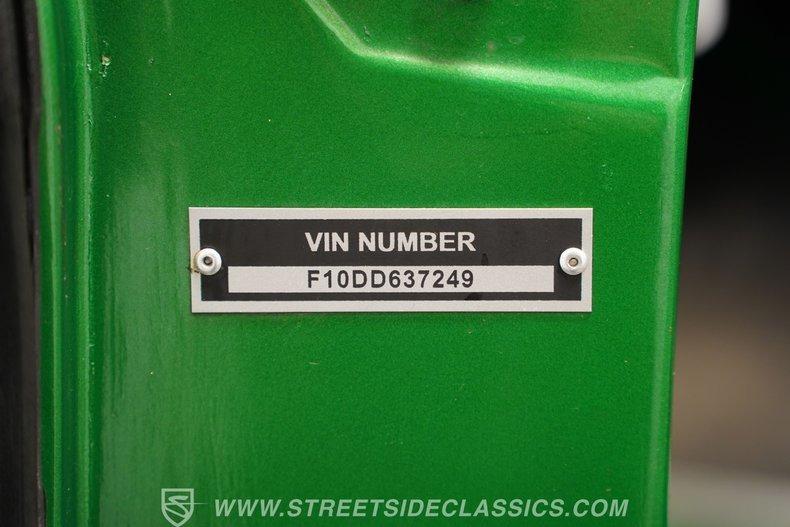 VIN NUMBER
F10DD637249
WWW.STREETSIDECLASSICS.COM